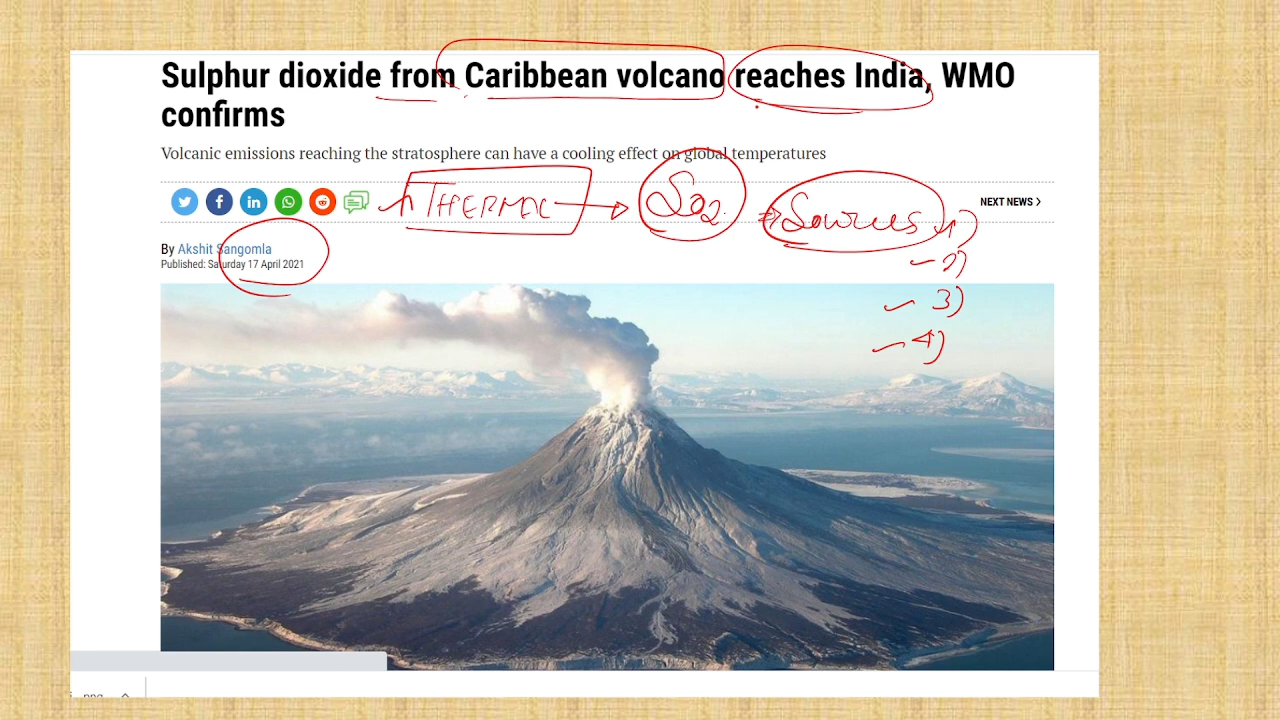 Sulphur dioxide from Caribbean volcano reaches India, WMO
confirms
Volcanic emissions reaching the stratosphere can have a cooling effect on global temperatures
THERMAL SO2 Sources 1)
NEXT NEWS >
By Akshit Sangomla
Published: Saturday 17 April 2021
2)
3)
4)